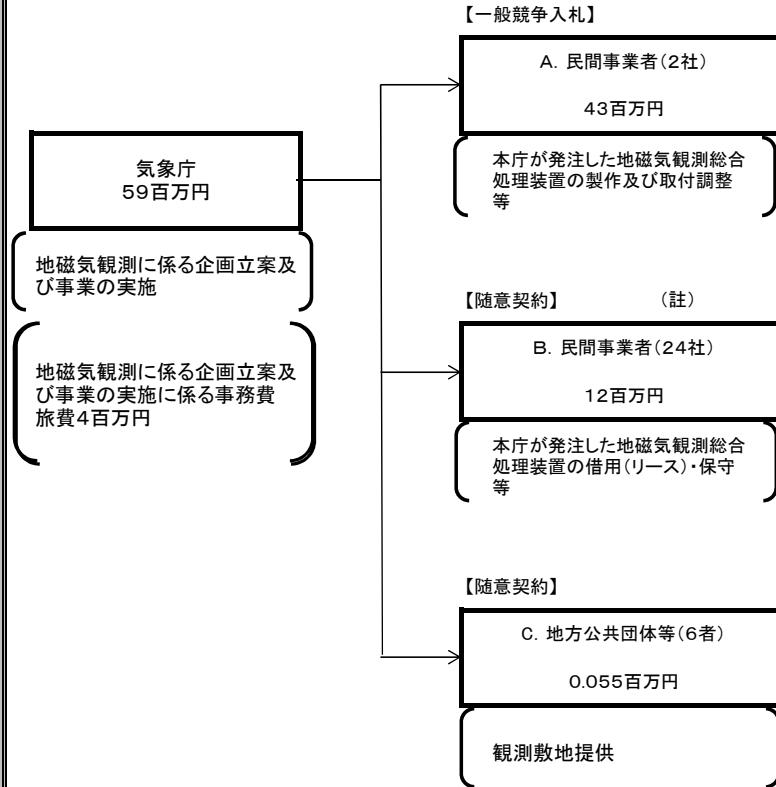 【一般競争入札】
A. 民間事業者(2社)
43百万円
本庁が発注した地磁気観測総合
処理装置の製作及び取付調整
等
気象庁
59百万円
地磁気観測に係る企画立案及
び事業の実施
地磁気観測に係る企画立案及
び事業の実施に係る事務費
旅費4百万円
【随意契約】 (註)
B. 民間事業者(24社)
12百万円
本庁が発注した地磁気観測総合
処理装置の借用(リース)・保守
等
【随意契約】
C. 地方公共団体等(6者)
0.055百万円
観測敷地提供